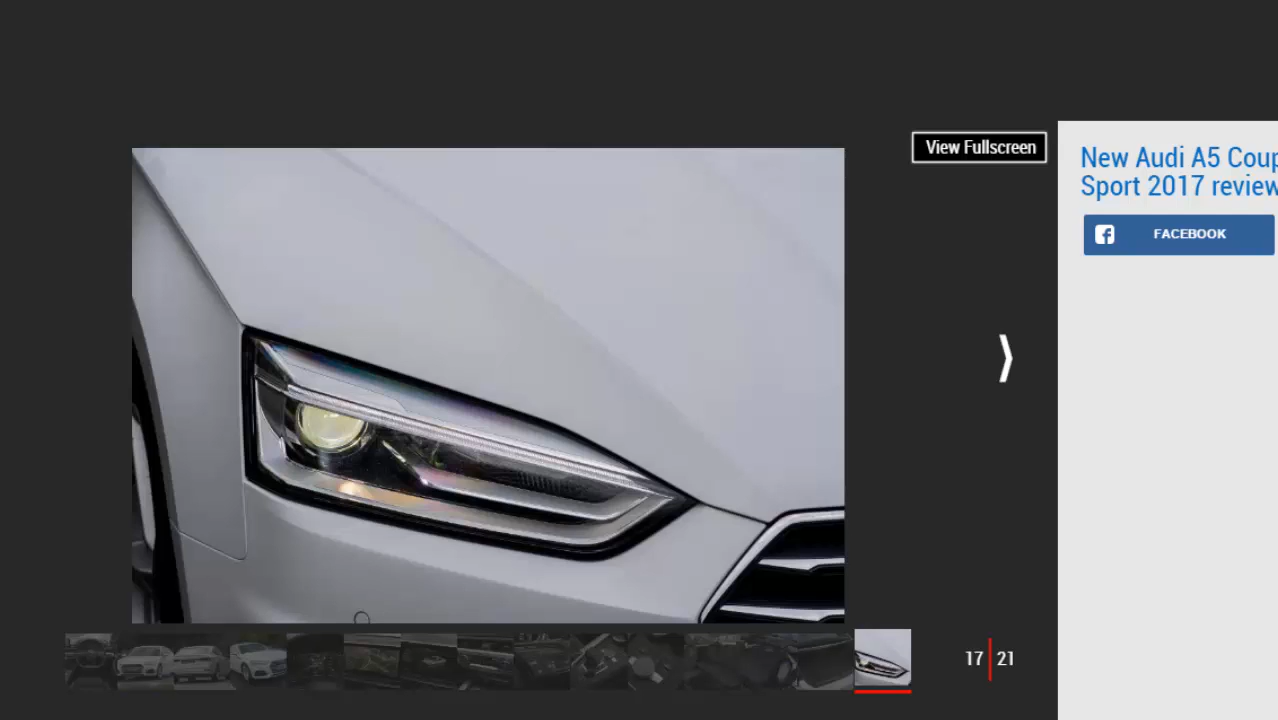 View Fullscreen
New Audi A5 Coup
Sport 2017 review
FACEBOOK
17 21